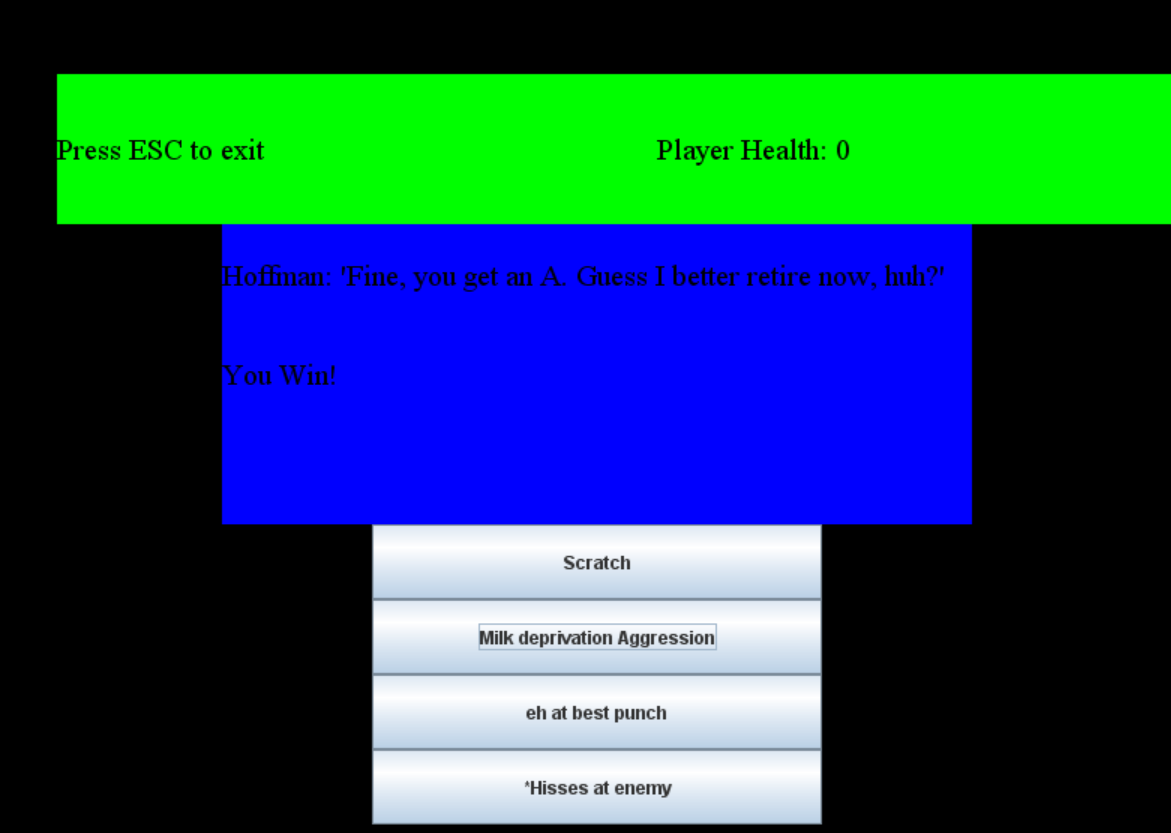 Press ESC to exit Player Health: 0
Hoffman: 'Fine, you get an A. Guess I better retire now, huh?'
You Win!
Scratch
Milk deprivation Aggression
eh at best punch
*Hisses at enemy